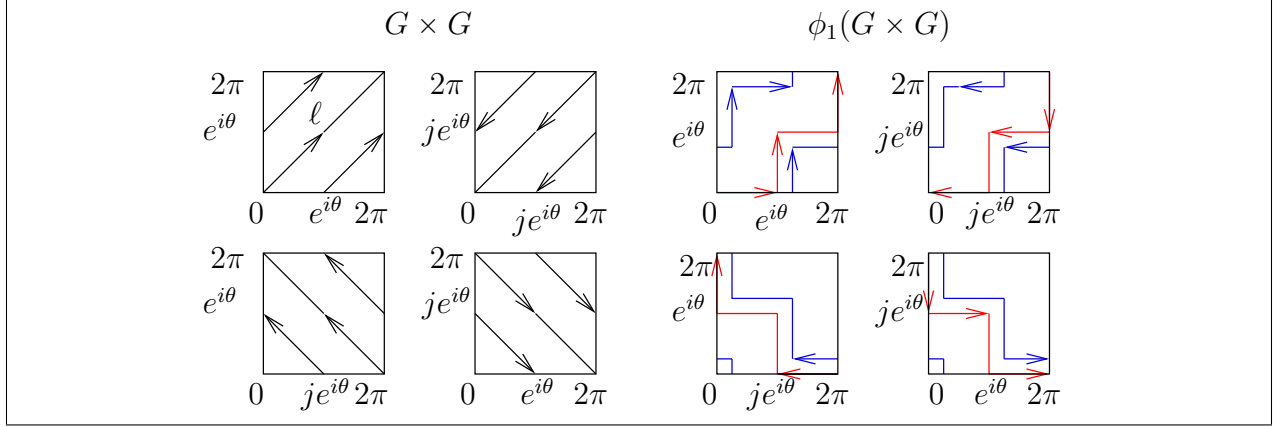 G × G ϕ₁(G × G)
2π 2π 2π 2π
ℓ
e^{iθ} je^{iθ} e^{iθ} je^{iθ}
0 e^{iθ} 2π 0 je^{iθ} 2π 0 e^{iθ} 2π 0 je^{iθ} 2π
2π 2π 2π 2π
e^{iθ} je^{iθ} e^{iθ} je^{iθ}
0 je^{iθ} 2π 0 e^{iθ} 2π 0 je^{iθ} 2π 0 e^{iθ} 2π